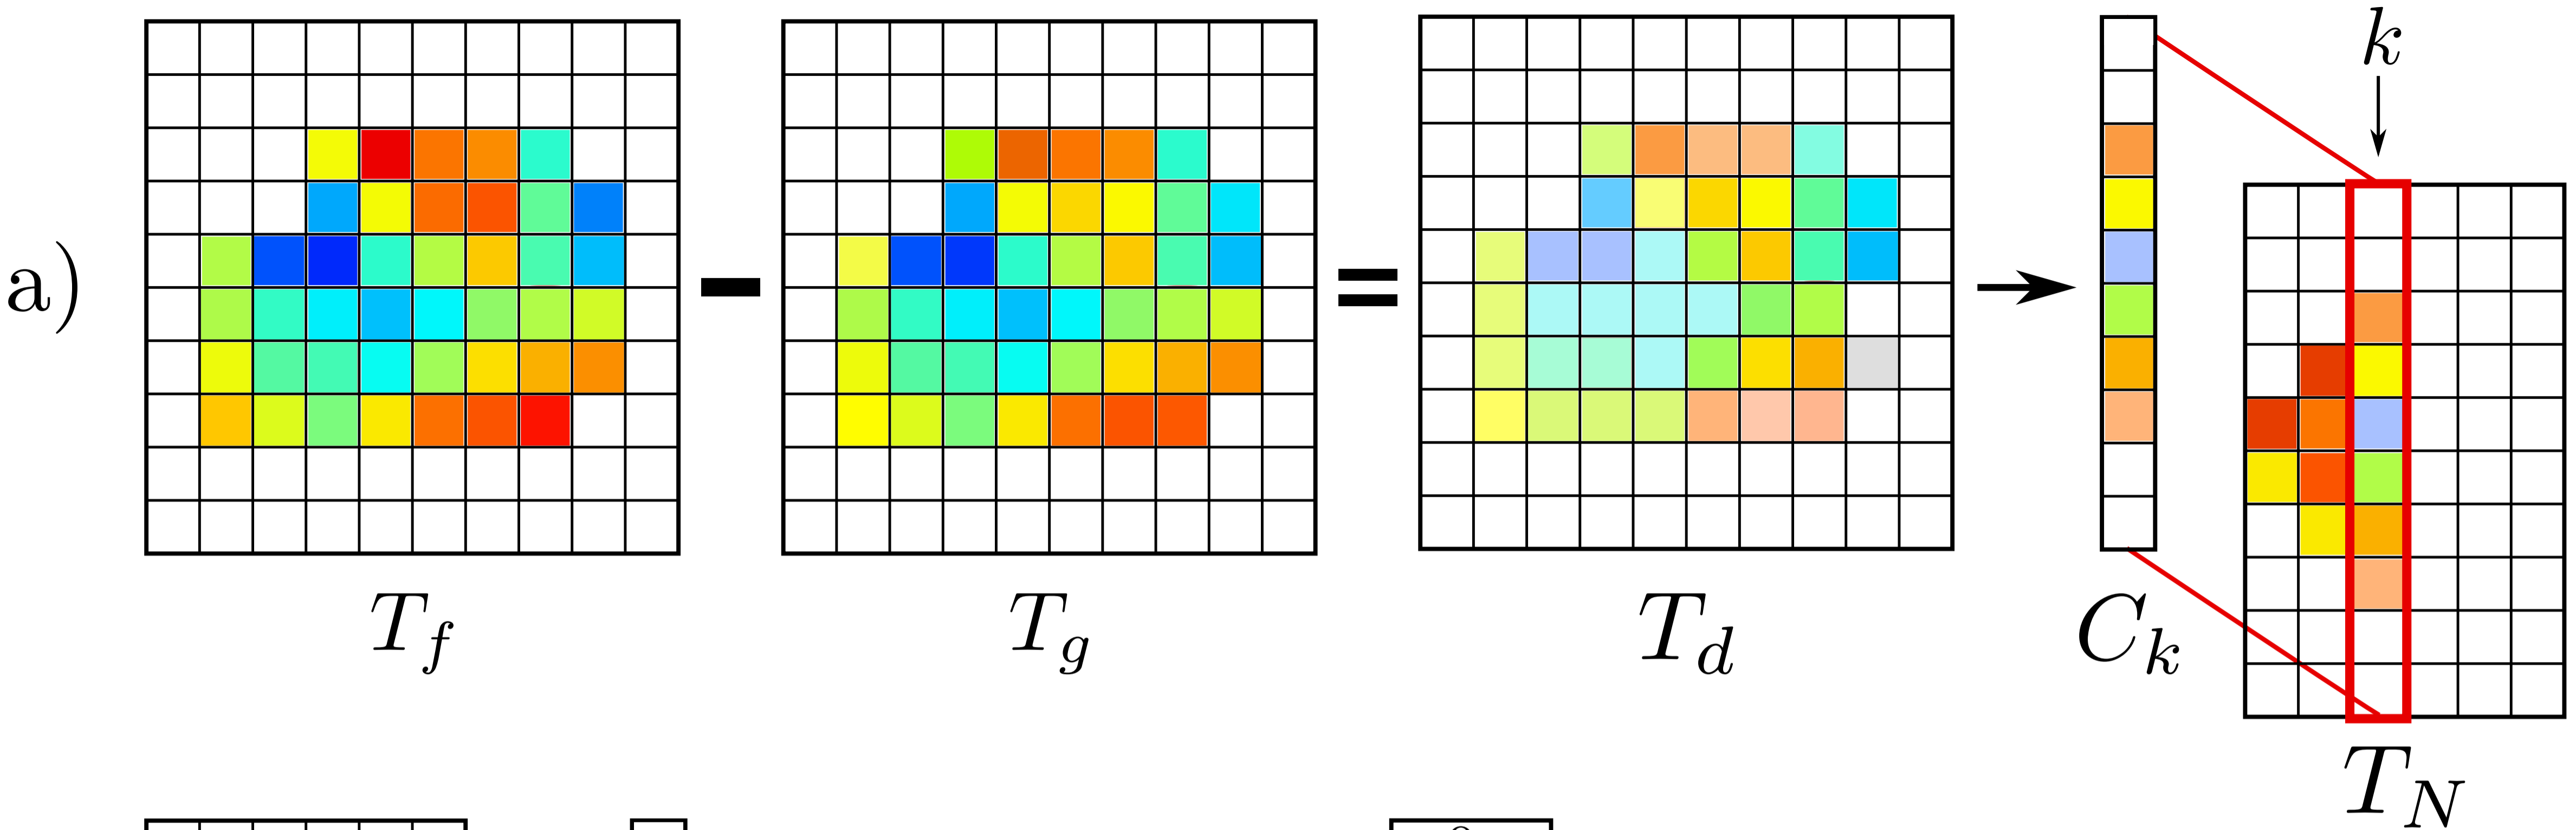 a)
k
T_f - T_g = T_d → C_k
T_N